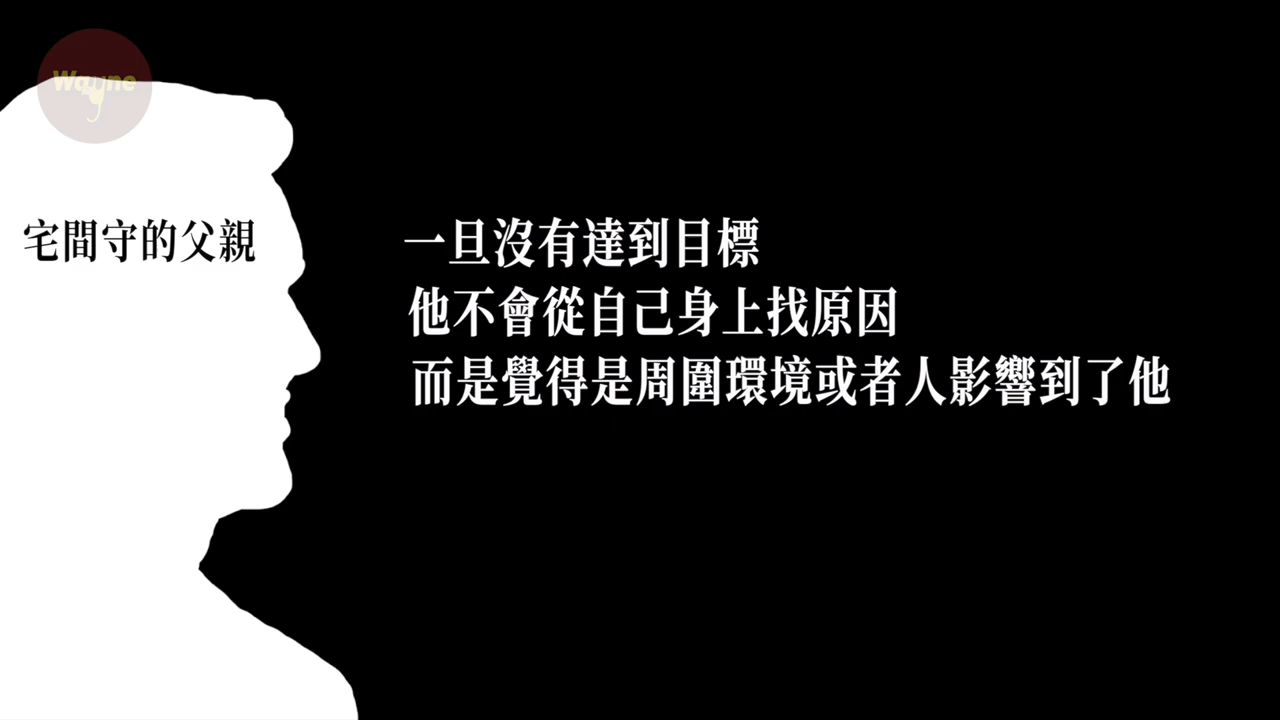 Wayne
宅間守的父親
一旦沒有達到目標
他不會從自己身上找原因
而是覺得是周圍環境或者人影響到了他